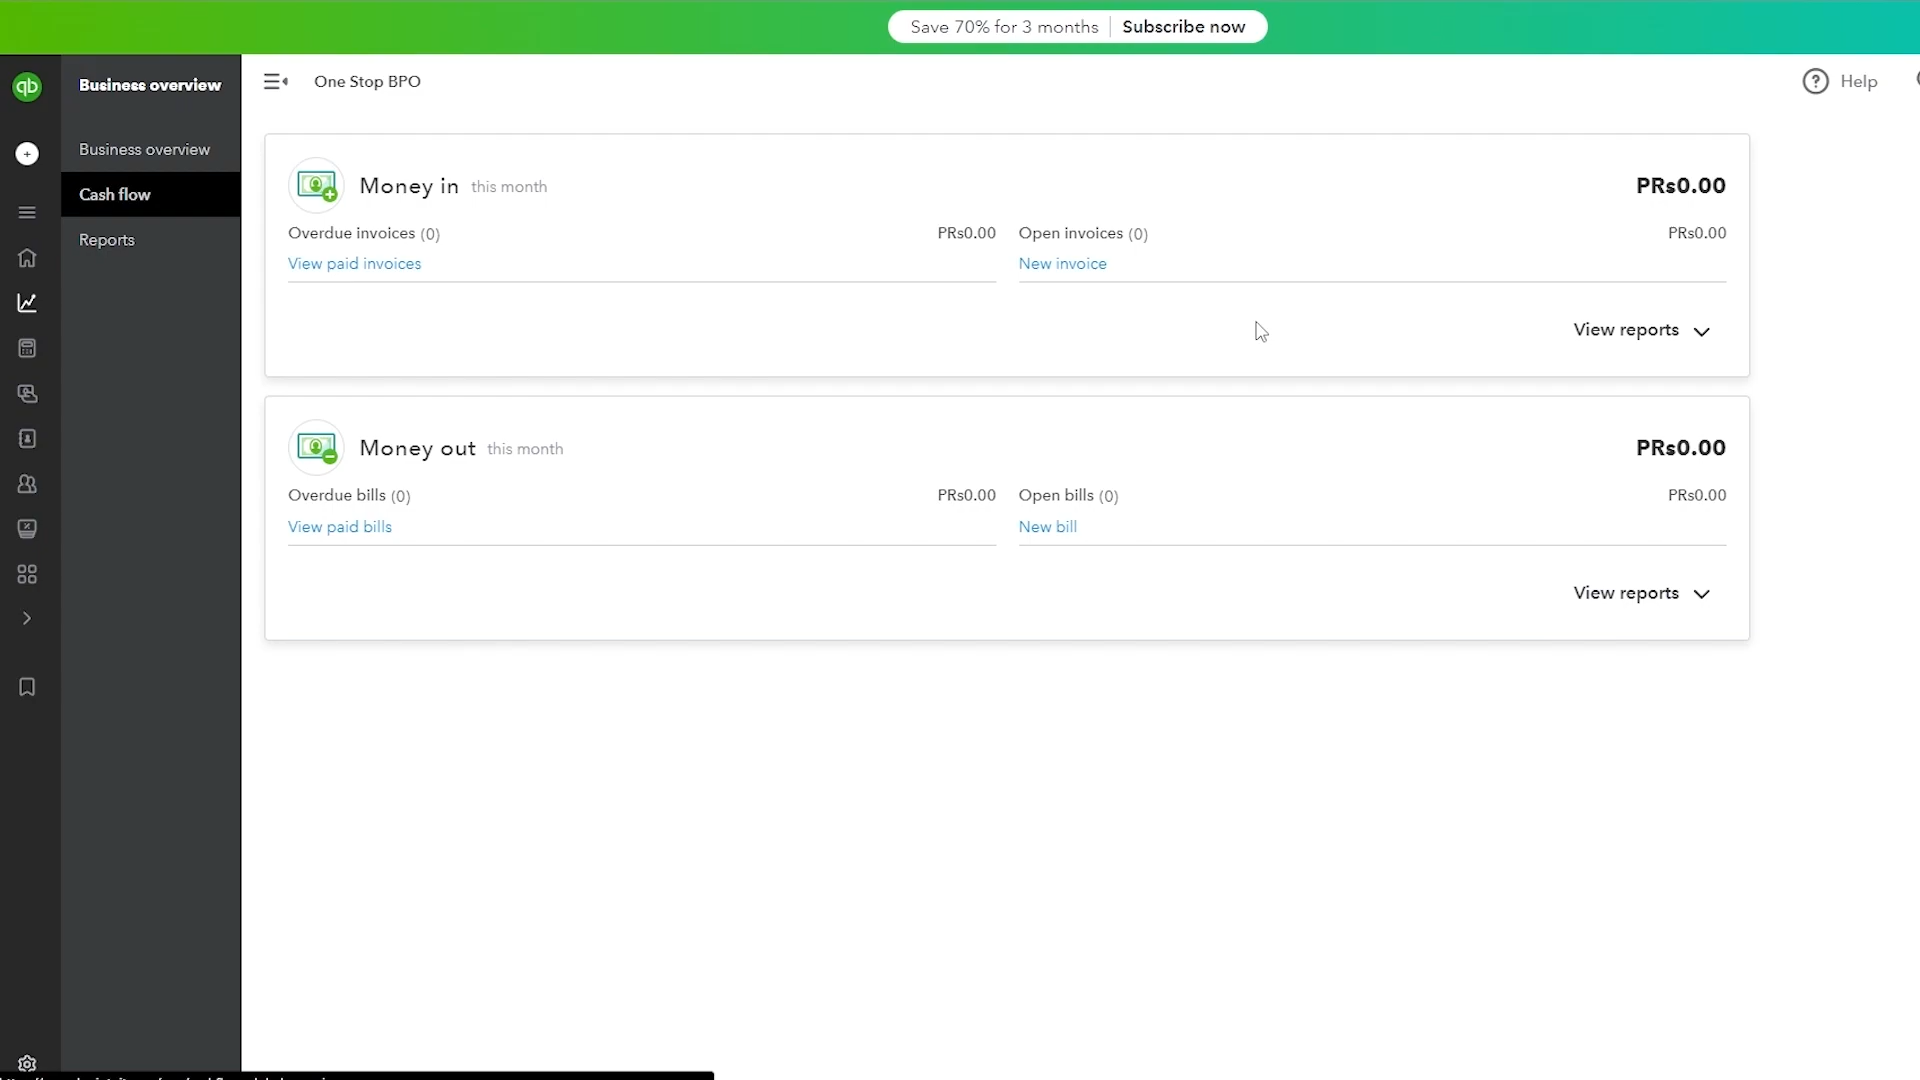 Save 70% for 3 months Subscribe now
qb Business overview
One Stop BPO
Help
Business overview
Cash flow
Reports
Money in this month PRs0.00
Overdue invoices (0) PRs0.00 Open invoices (0) PRs0.00
View paid invoices New invoice
View reports
Money out this month PRs0.00
Overdue bills (0) PRs0.00 Open bills (0) PRs0.00
View paid bills New bill
View reports